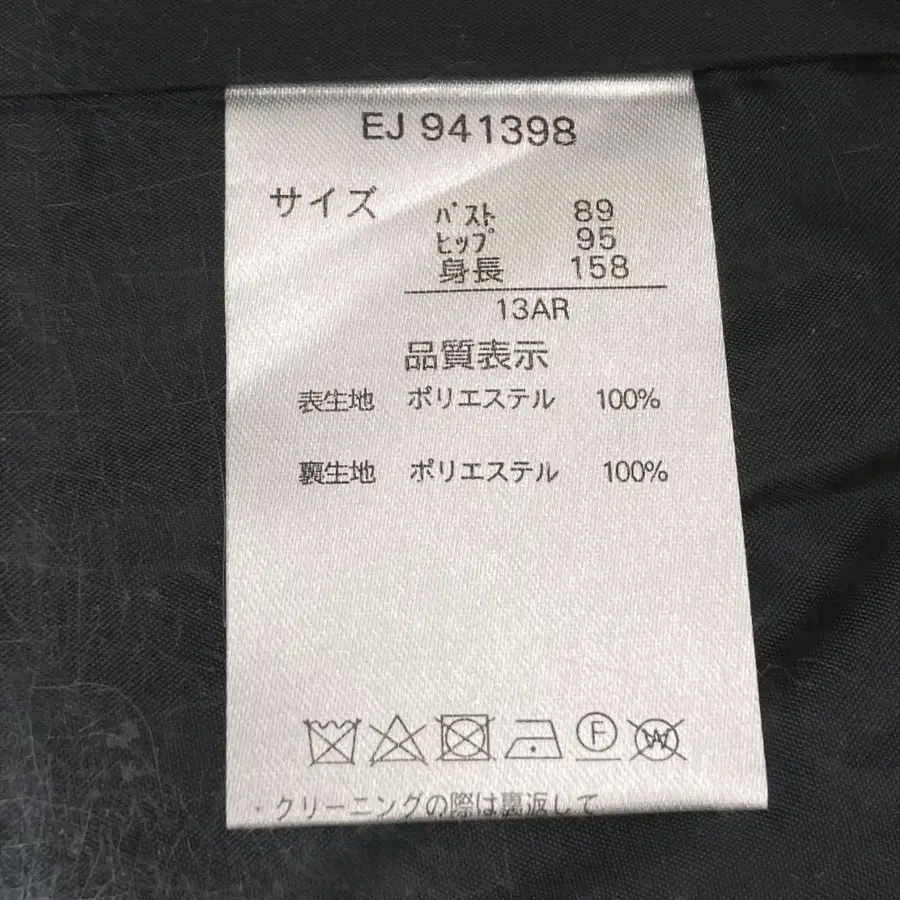 EJ 941398
サイズ
バスト 89
ヒップ 95
身長 158
13AR
品質表示
表生地 ポリエステル 100%
裏生地 ポリエステル 100%
F W
・クリーニングの際は裏返して